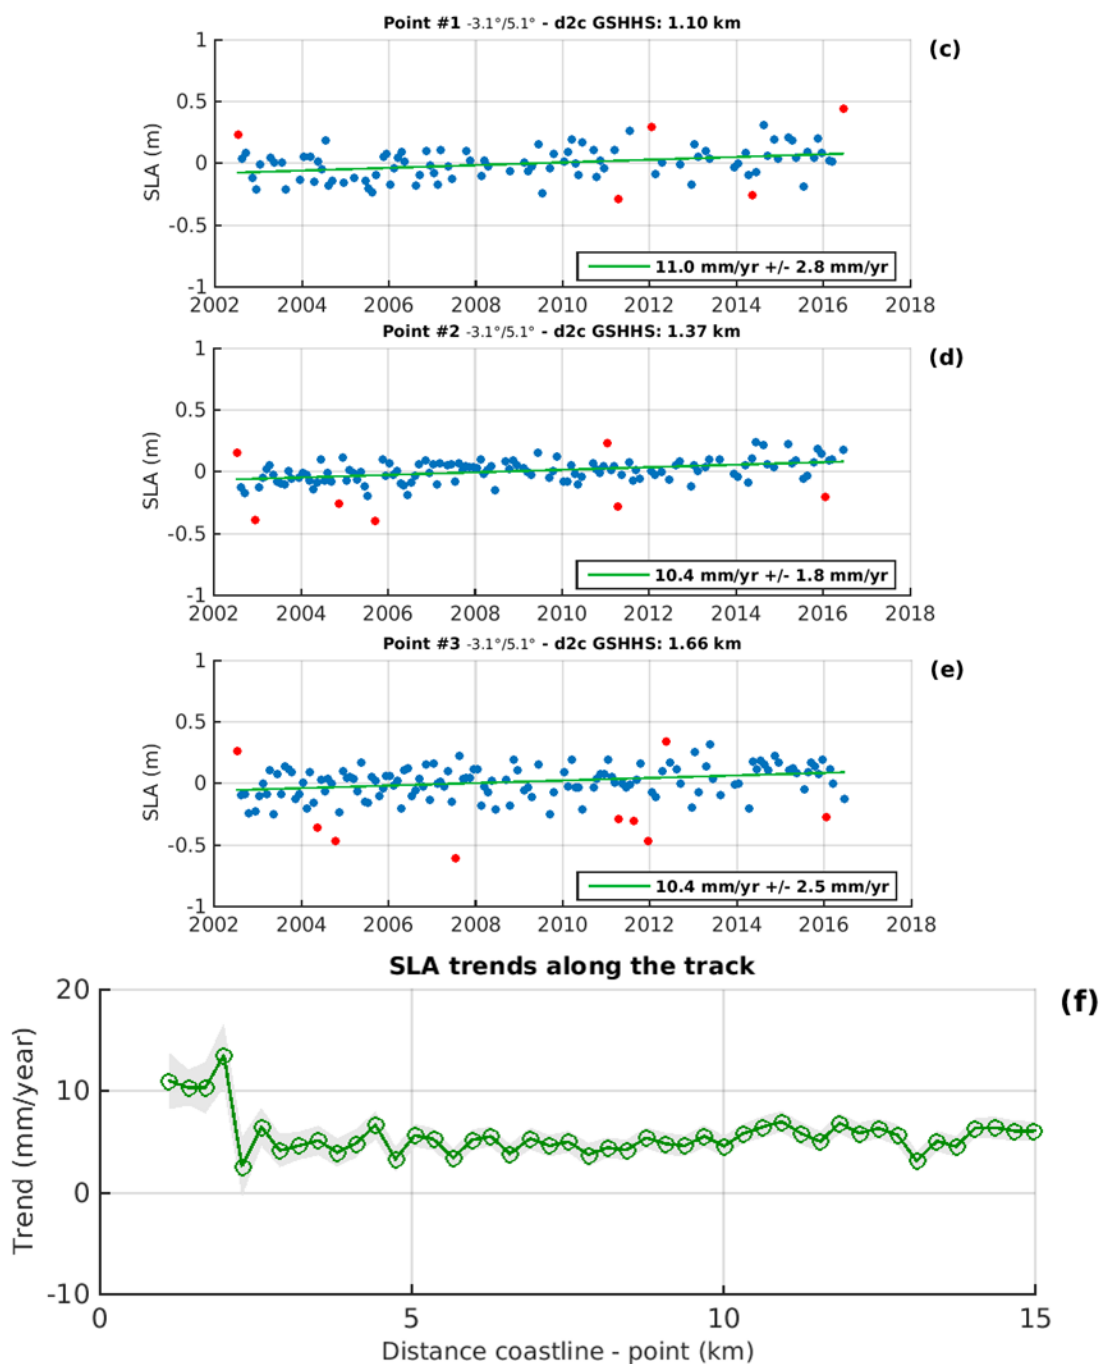 Point #1 -3.1°/5.1° - d2c GSHHS: 1.10 km
(c)
1
0.5
0
-0.5
-1
SLA (m)
11.0 mm/yr +/- 2.8 mm/yr
2002 2004 2006 2008 2010 2012 2014 2016 2018
Point #2 -3.1°/5.1° - d2c GSHHS: 1.37 km
(d)
1
0.5
0
-0.5
-1
SLA (m)
10.4 mm/yr +/- 1.8 mm/yr
2002 2004 2006 2008 2010 2012 2014 2016 2018
Point #3 -3.1°/5.1° - d2c GSHHS: 1.66 km
(e)
1
0.5
0
-0.5
-1
SLA (m)
10.4 mm/yr +/- 2.5 mm/yr
2002 2004 2006 2008 2010 2012 2014 2016 2018
SLA trends along the track
(f)
20
10
0
-10
Trend (mm/year)
0 5 10 15
Distance coastline - point (km)